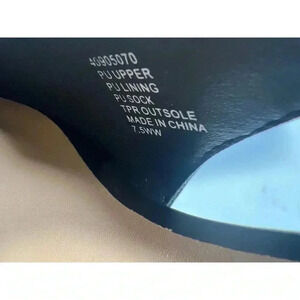 40905070
PU UPPER
PU LINING
PU SOCK
TPR OUTSOLE
MADE IN CHINA
7.5WW